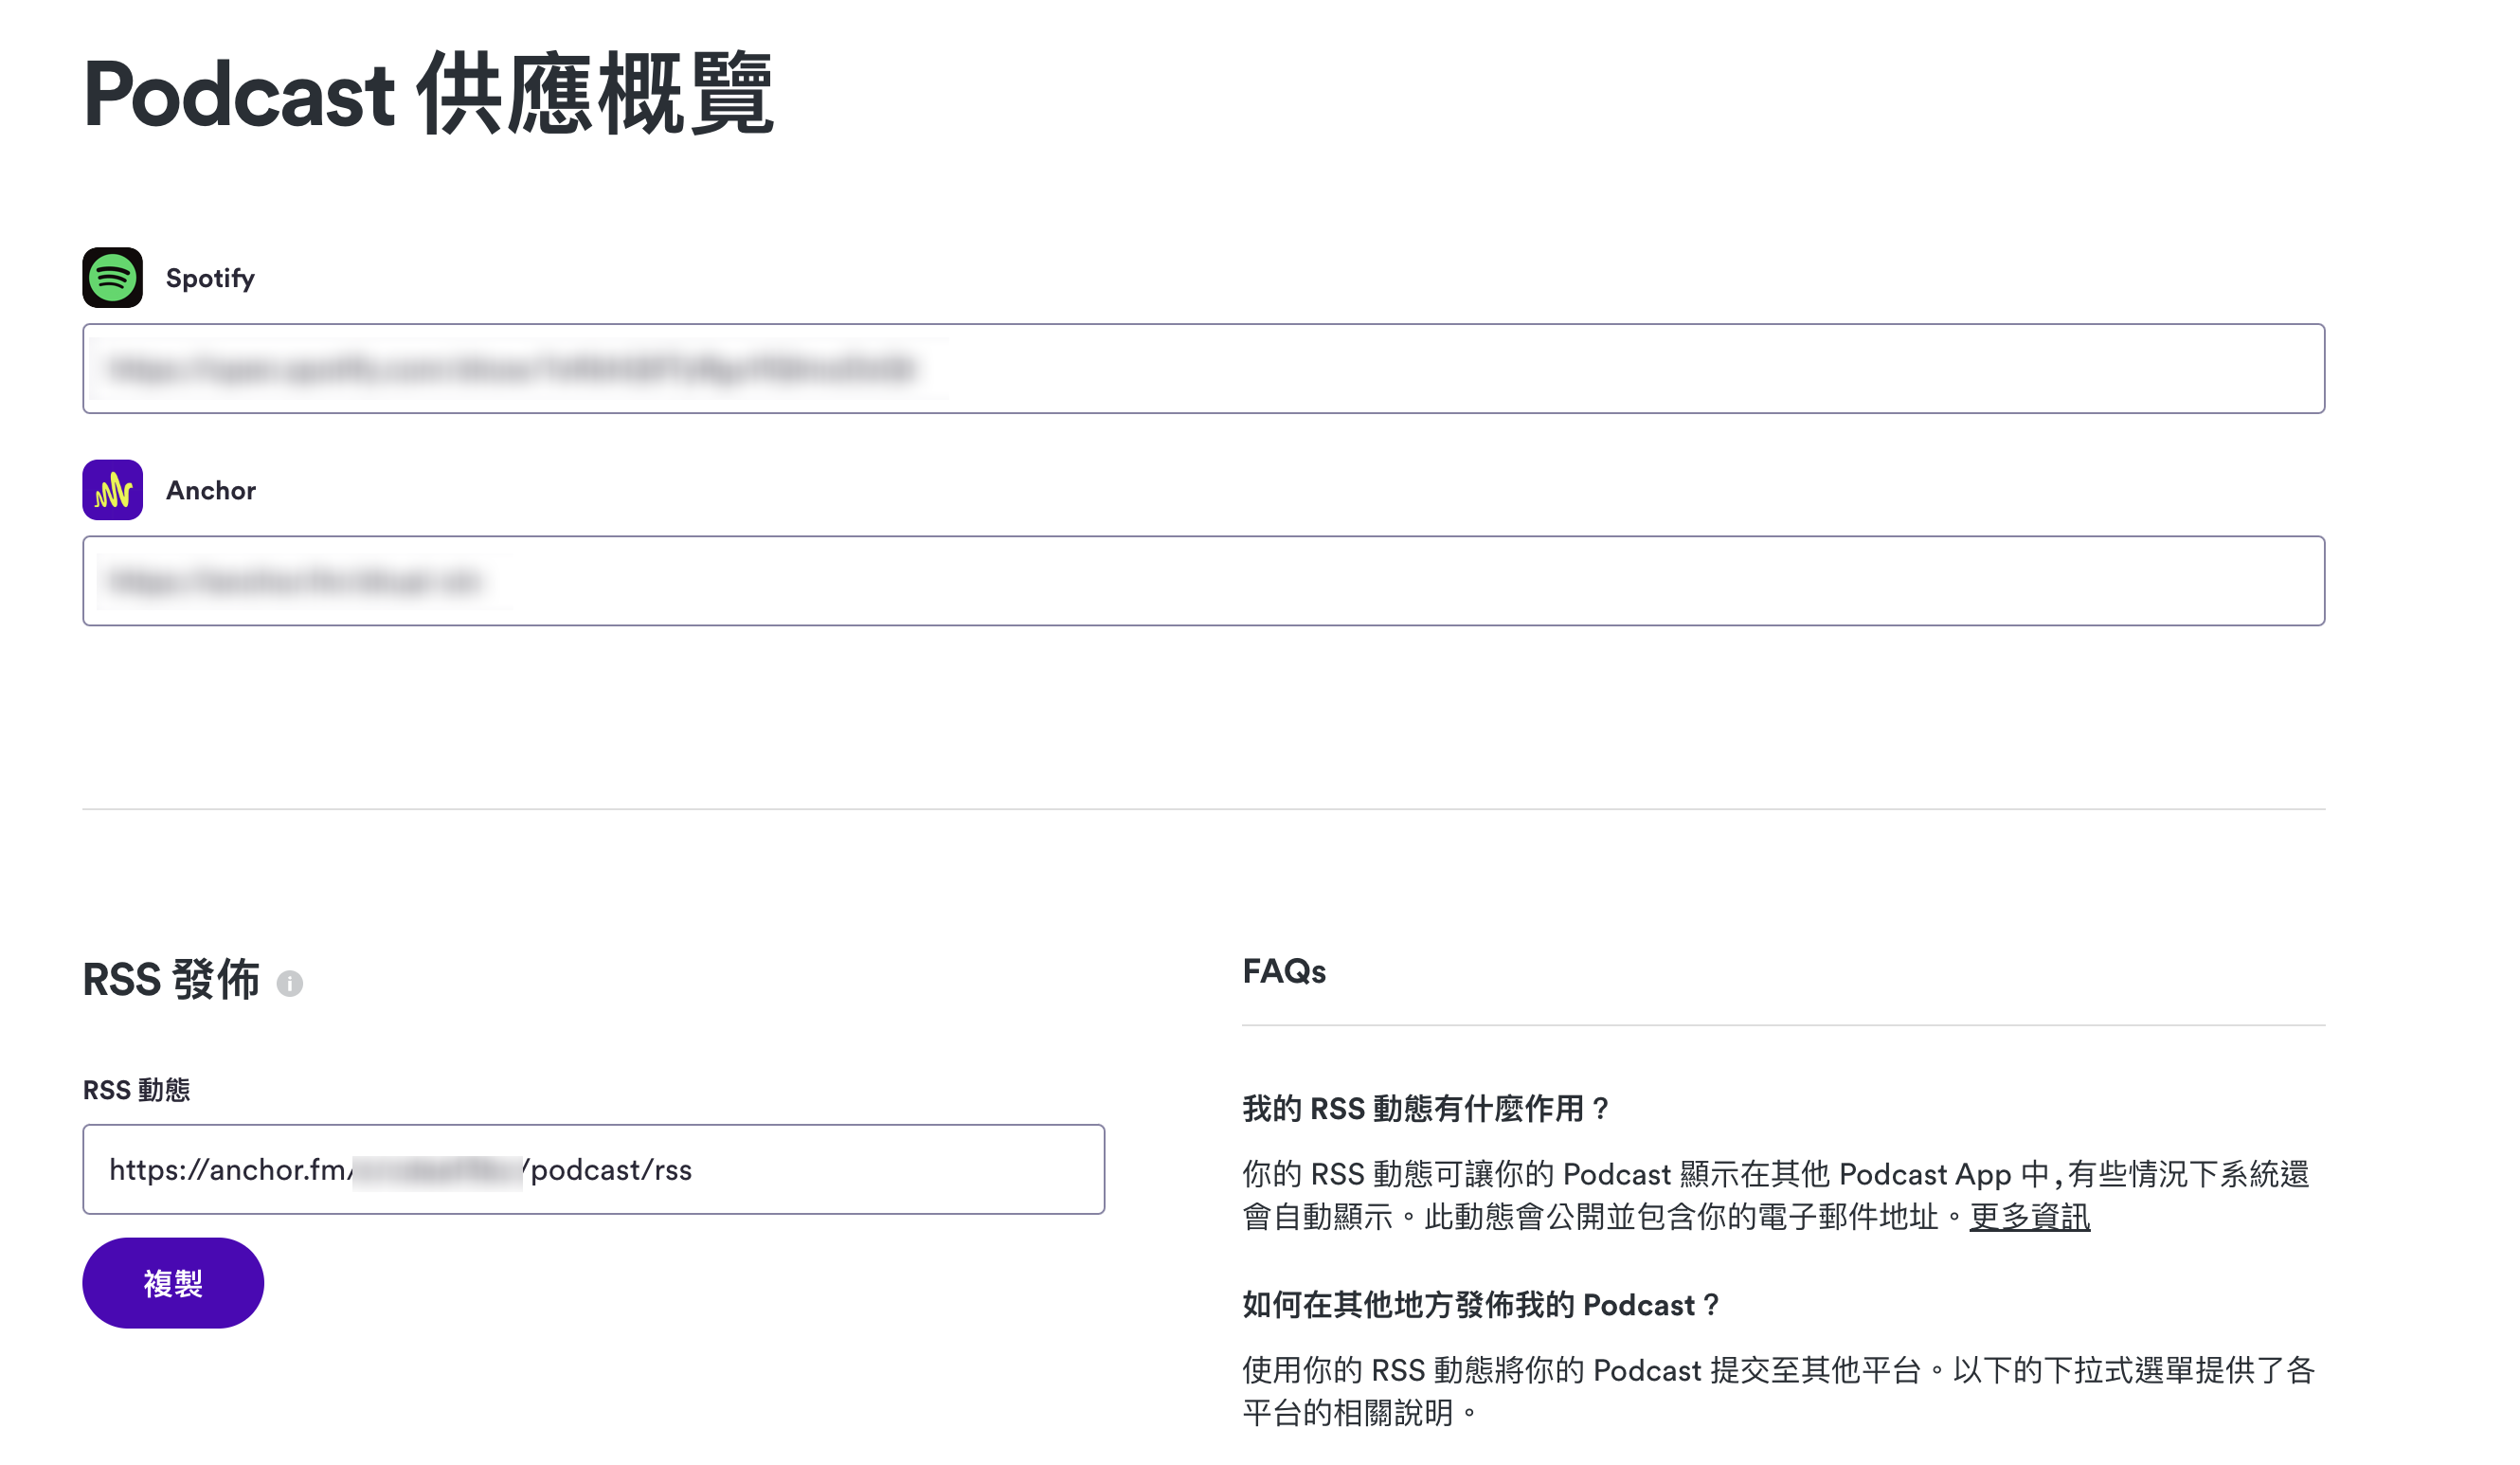 Podcast 供應概覽
Spotify
Anchor
RSS 發佈
RSS 動態
https://anchor.fm/ /podcast/rss
複製
FAQs
我的 RSS 動態有什麼作用？
你的 RSS 動態可讓你的 Podcast 顯示在其他 Podcast App 中，有些情況下系統還
會自動顯示。此動態會公開並包含你的電子郵件地址。更多資訊
如何在其他地方發佈我的 Podcast？
使用你的 RSS 動態將你的 Podcast 提交至其他平台。以下的下拉式選單提供了各
平台的相關說明。